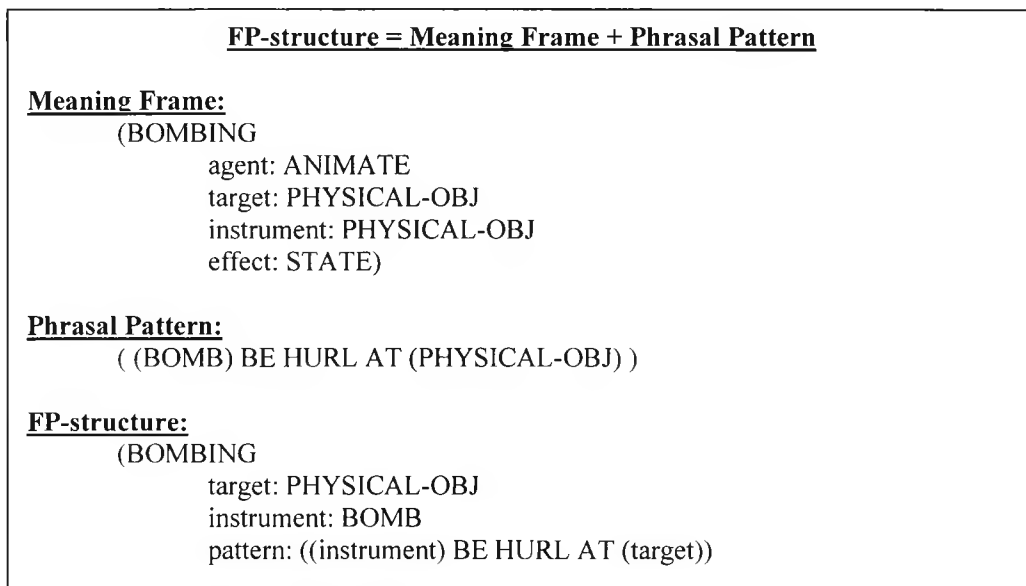 FP-structure = Meaning Frame + Phrasal Pattern
Meaning Frame:
(BOMBING
agent: ANIMATE
target: PHYSICAL-OBJ
instrument: PHYSICAL-OBJ
effect: STATE)
Phrasal Pattern:
( (BOMB) BE HURL AT (PHYSICAL-OBJ) )
FP-structure:
(BOMBING
target: PHYSICAL-OBJ
instrument: BOMB
pattern: ((instrument) BE HURL AT (target))